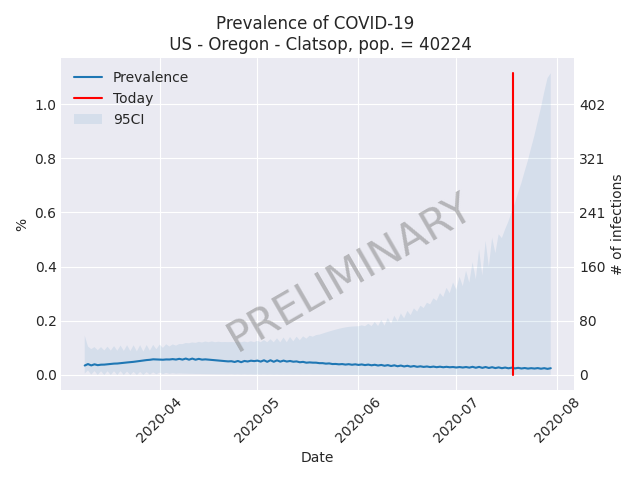 Prevalence of COVID-19
US - Oregon - Clatsop, pop. = 40224
Prevalence
Today
95CI
PRELIMINARY
%
1.0
0.8
0.6
0.4
0.2
0.0
402
321
241
160
80
0
# of infections
2020-04
2020-05
2020-06
2020-07
2020-08
Date